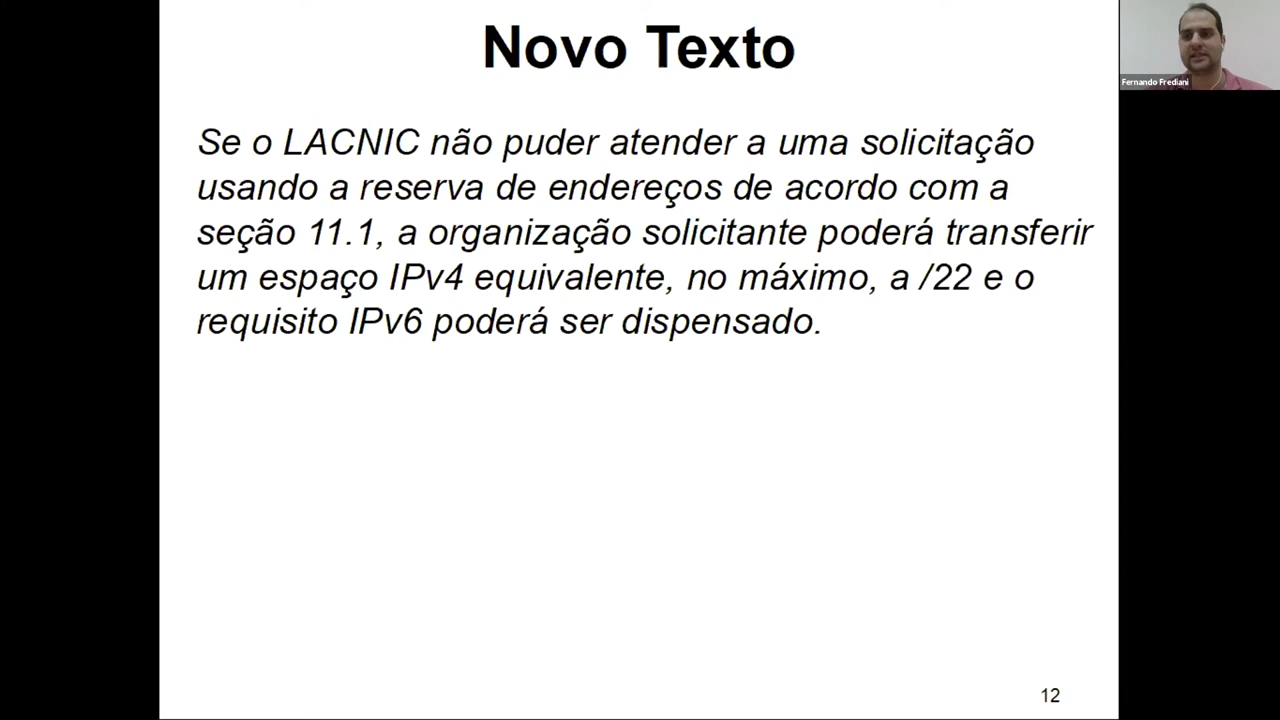 Novo Texto
Fernando Frediani
Se o LACNIC não puder atender a uma solicitação
usando a reserva de endereços de acordo com a
seção 11.1, a organização solicitante poderá transferir
um espaço IPv4 equivalente, no máximo, a /22 e o
requisito IPv6 poderá ser dispensado.
12